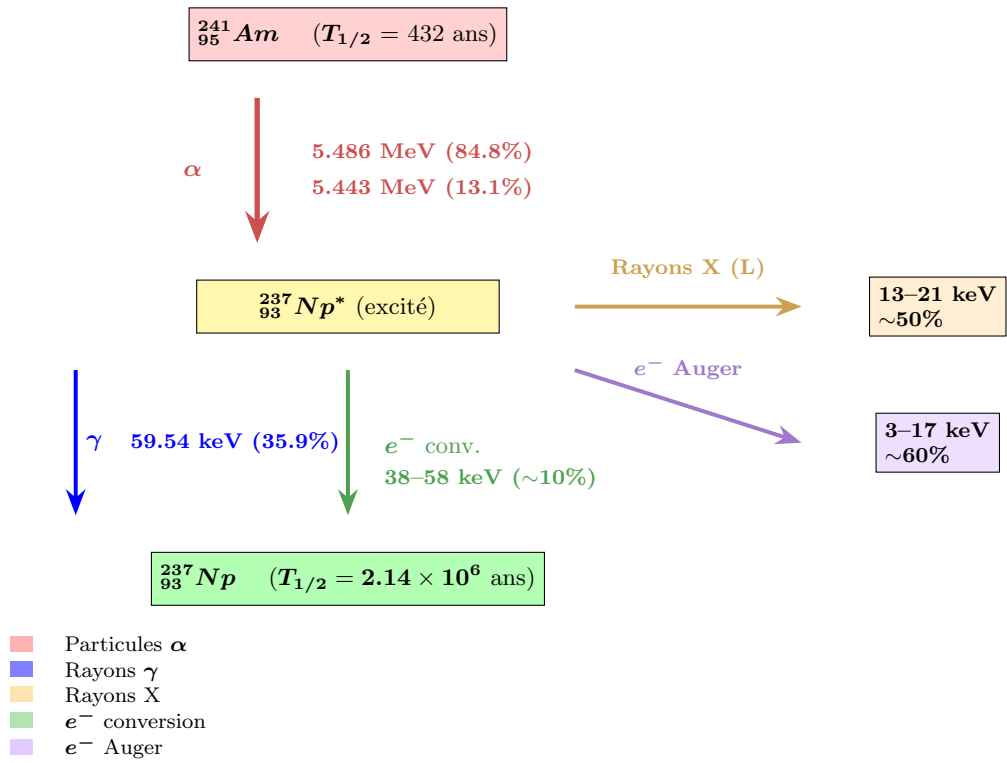 ²⁴¹₉₅Am (T₁/₂ = 432 ans)
α
5.486 MeV (84.8%)
5.443 MeV (13.1%)
Rayons X (L)
²³⁷₉₃Np* (excité)
13–21 keV
~50%
e⁻ Auger
3–17 keV
~60%
γ 59.54 keV (35.9%)
e⁻ conv.
38–58 keV (~10%)
²³⁷₉₃Np (T₁/₂ = 2.14 × 10⁶ ans)
Particules α
Rayons γ
Rayons X
e⁻ conversion
e⁻ Auger